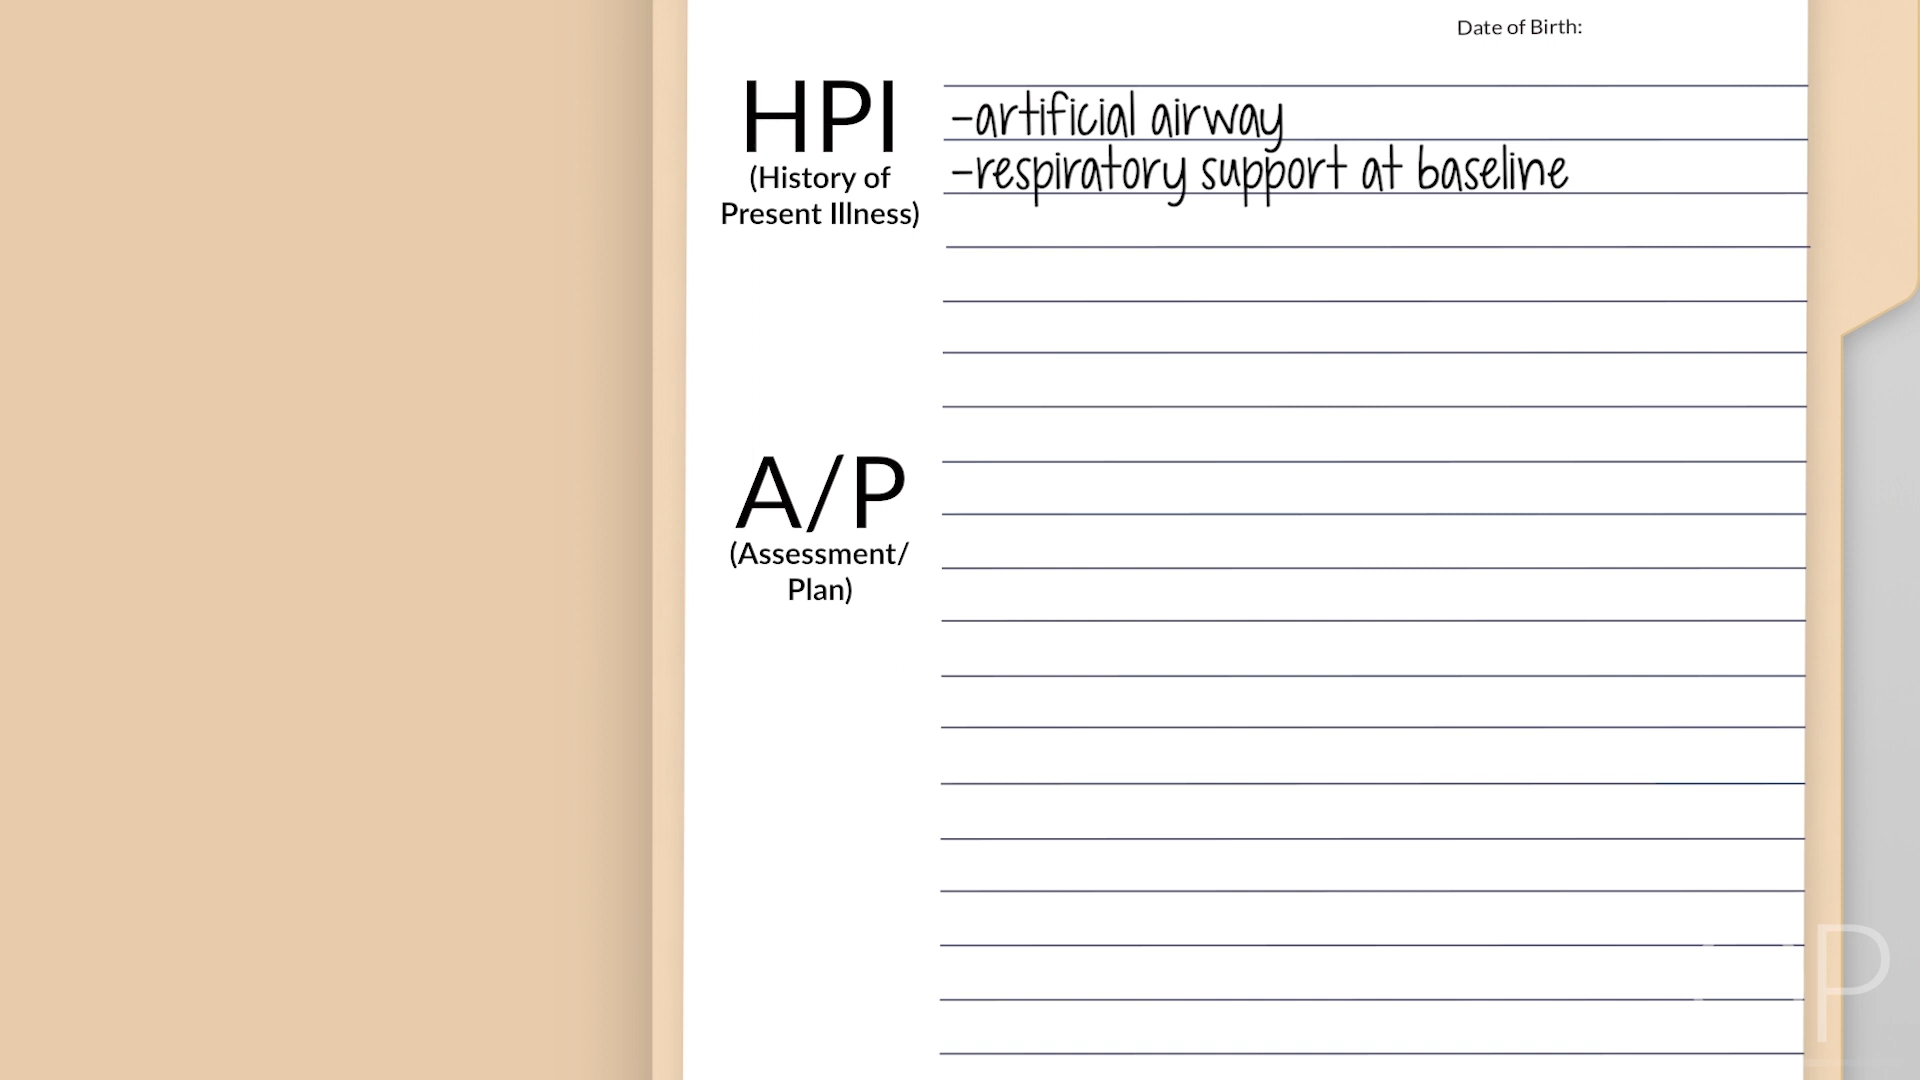 Date of Birth:
HPI
(History of
Present Illness)
-artificial airway
-respiratory support at baseline
A/P
(Assessment/
Plan)
P